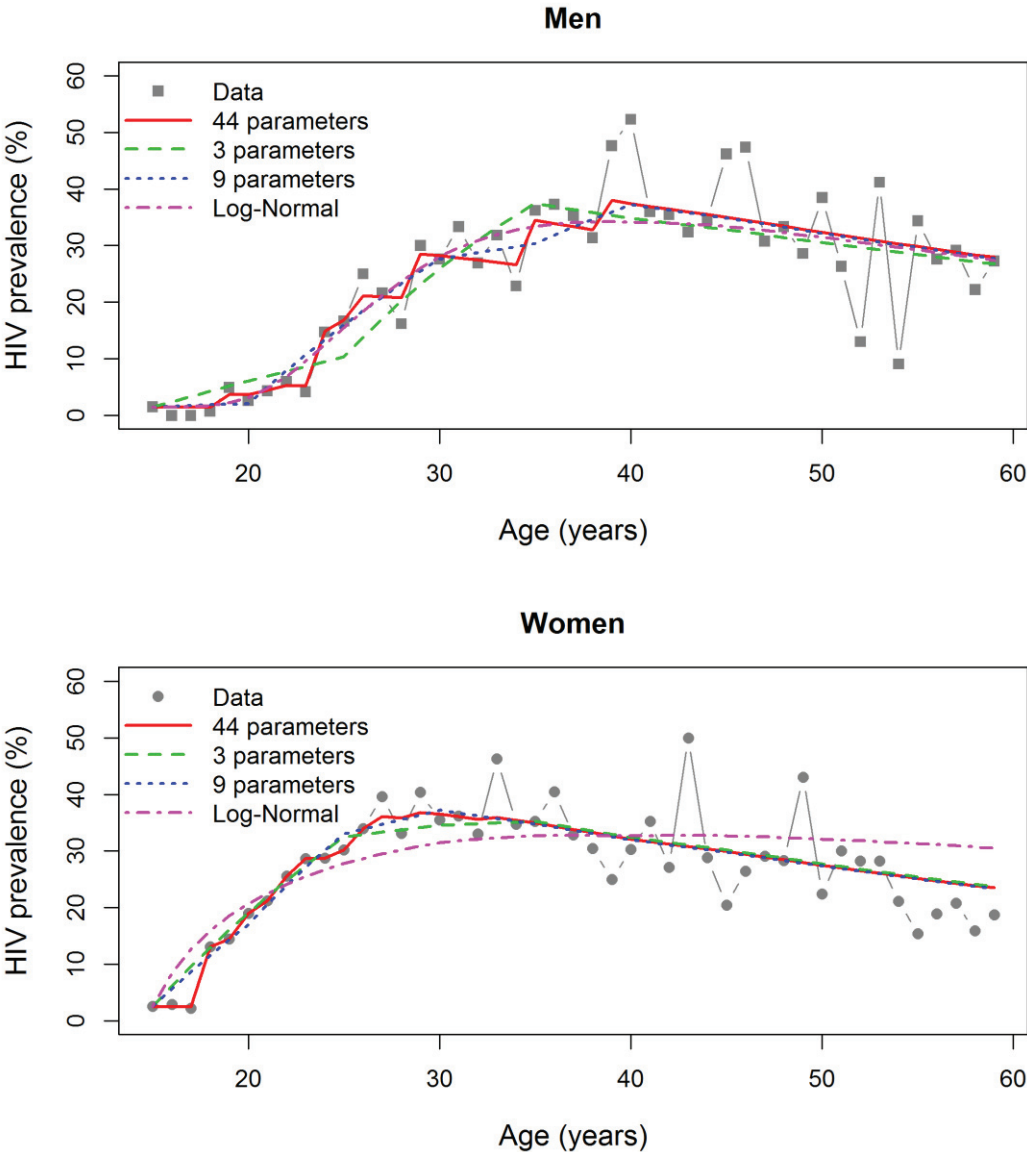 Men
HIV prevalence (%)
60
50
40
30
20
10
0
Data
44 parameters
3 parameters
9 parameters
Log-Normal
20
30
40
50
60
Age (years)
Women
HIV prevalence (%)
60
50
40
30
20
10
0
Data
44 parameters
3 parameters
9 parameters
Log-Normal
20
30
40
50
60
Age (years)